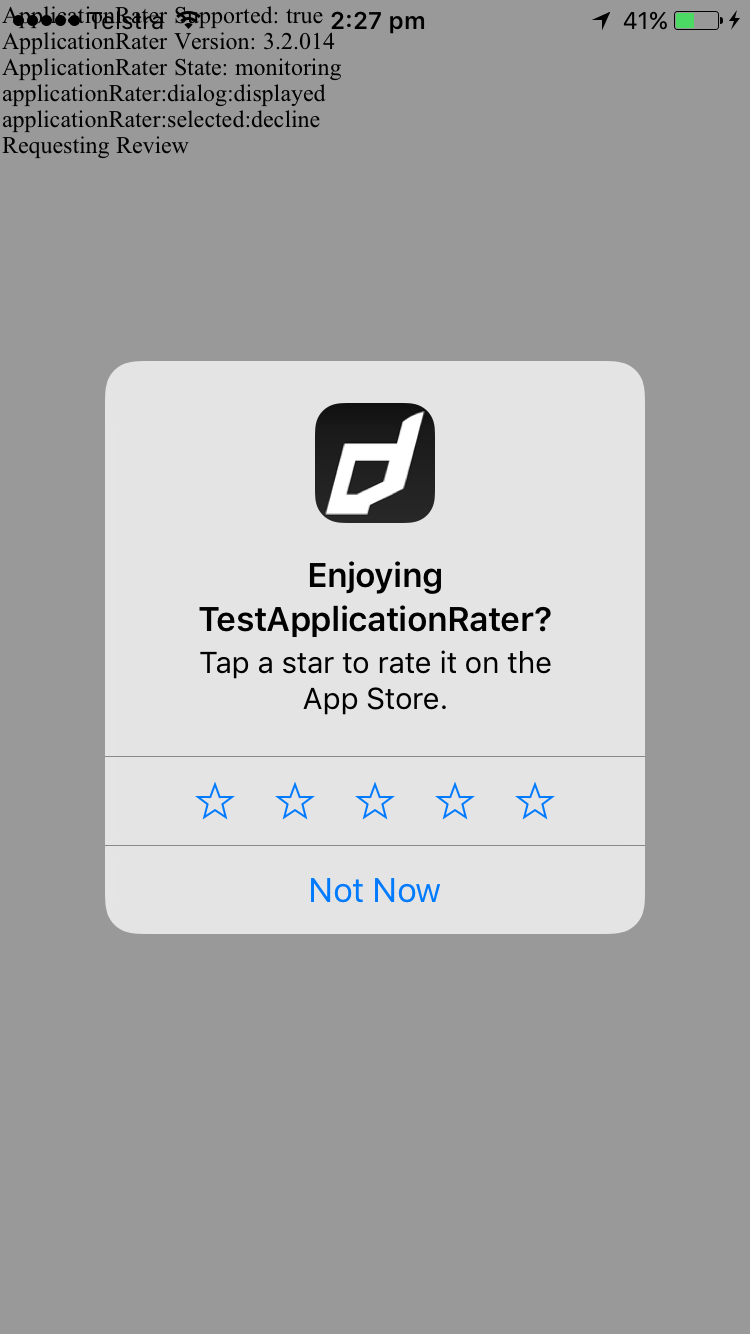 ApplicationRater Supported: true
Telstra 2:27 pm 41%
ApplicationRater Version: 3.2.014
ApplicationRater State: monitoring
applicationRater:dialog:displayed
applicationRater:selected:decline
Requesting Review
Enjoying
TestApplicationRater?
Tap a star to rate it on the
App Store.
Not Now